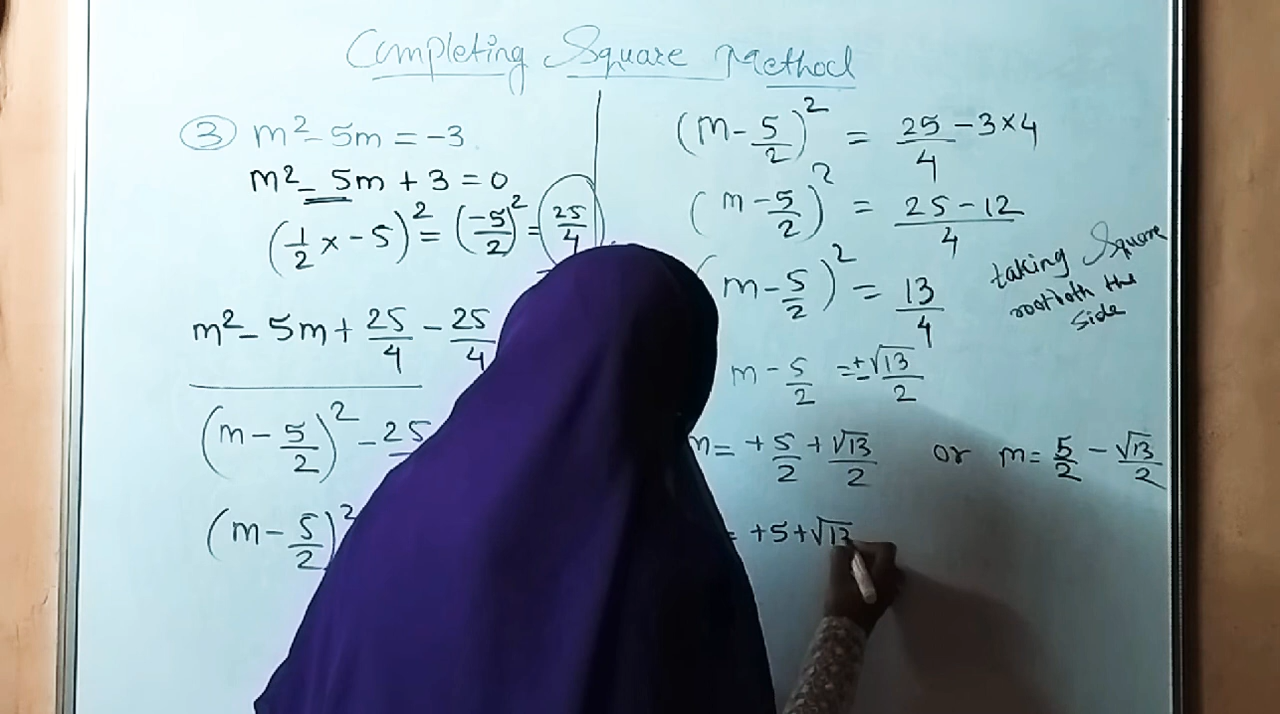 Completing Square Method
③ m² - 5m = -3
m² - 5m + 3 = 0
(1/2 × -5)² = (-5/2)² = 25/4
m² - 5m + 25/4 - 25/4
(m - 5/2)² - 25
(m - 5/2)²
(m - 5/2)² = 25 - 3×4 / 4
(m - 5/2)² = 25 - 12 / 4
(m - 5/2)² = 13/4
taking Square
root both the
side
m - 5/2 = ± √13/2
m = +5/2 + √13/2 or m = 5/2 - √13/2
= +5 + √13